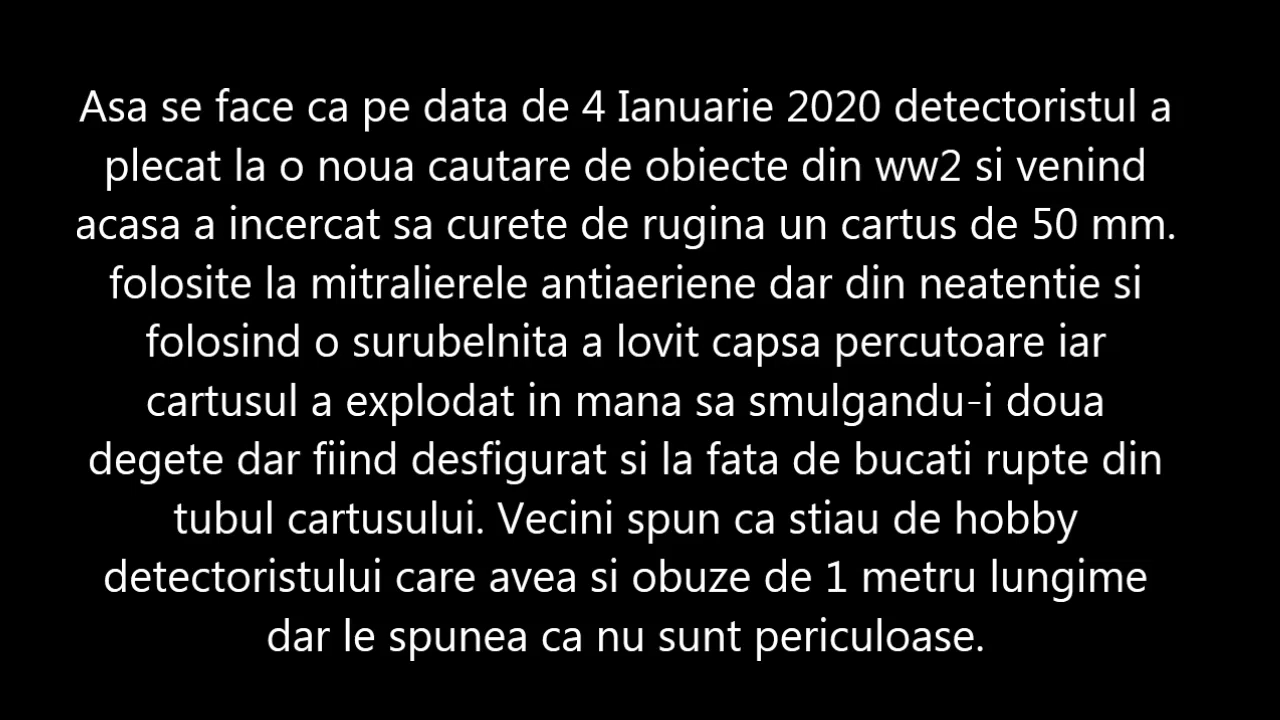 Asa se face ca pe data de 4 Ianuarie 2020 detectoristul a
plecat la o noua cautare de obiecte din ww2 si venind
acasa a incercat sa curete de rugina un cartus de 50 mm.
folosite la mitralierele antiaeriene dar din neatentie si
folosind o surubelnita a lovit capsa percutoare iar
cartusul a explodat in mana sa smulgandu-i doua
degete dar fiind desfigurat si la fata de bucati rupte din
tubul cartusului. Vecini spun ca stiau de hobby
detectoristului care avea si obuze de 1 metru lungime
dar le spunea ca nu sunt periculoase.